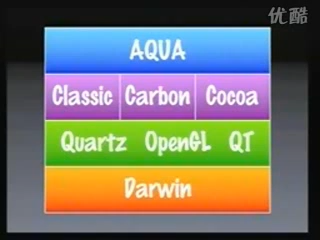 优酷
AQUA
Classic Carbon Cocoa
Quartz OpenGL QT
Darwin